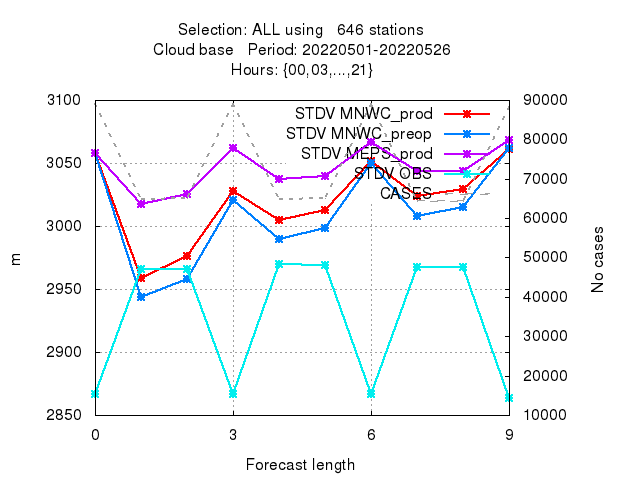 Selection: ALL using 646 stations
Cloud base Period: 20220501-20220526
Hours: {00,03,...,21}
3100
3050
3000
2950
2900
2850
m
90000
80000
70000
60000
50000
40000
30000
20000
10000
No cases
STDV MNWC_prod
STDV MNWC_preop
STDV MEPS_prod
STDV OBS
CASES
0 3 6 9
Forecast length